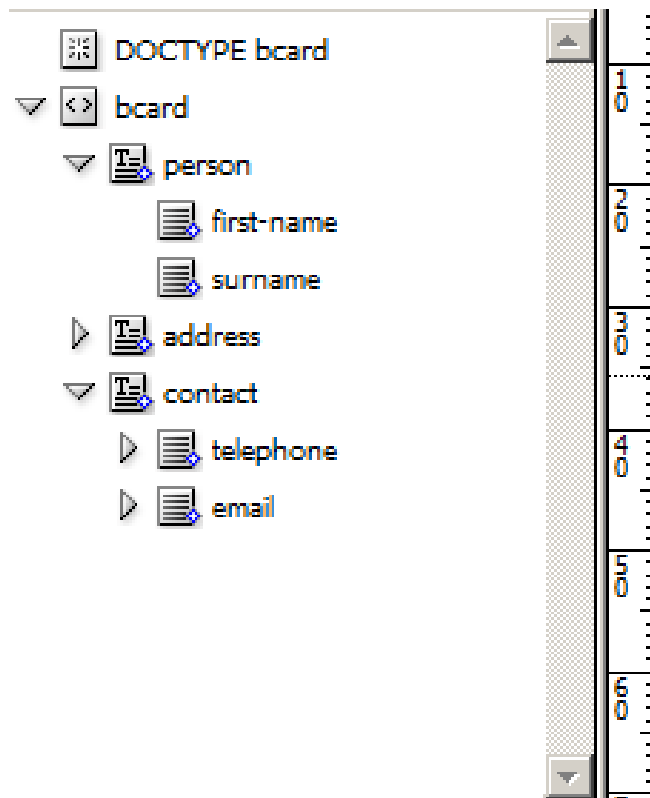 DOCTYPE bcard
bcard
person
first-name
surname
address
contact
telephone
email
10
20
30
40
50
60